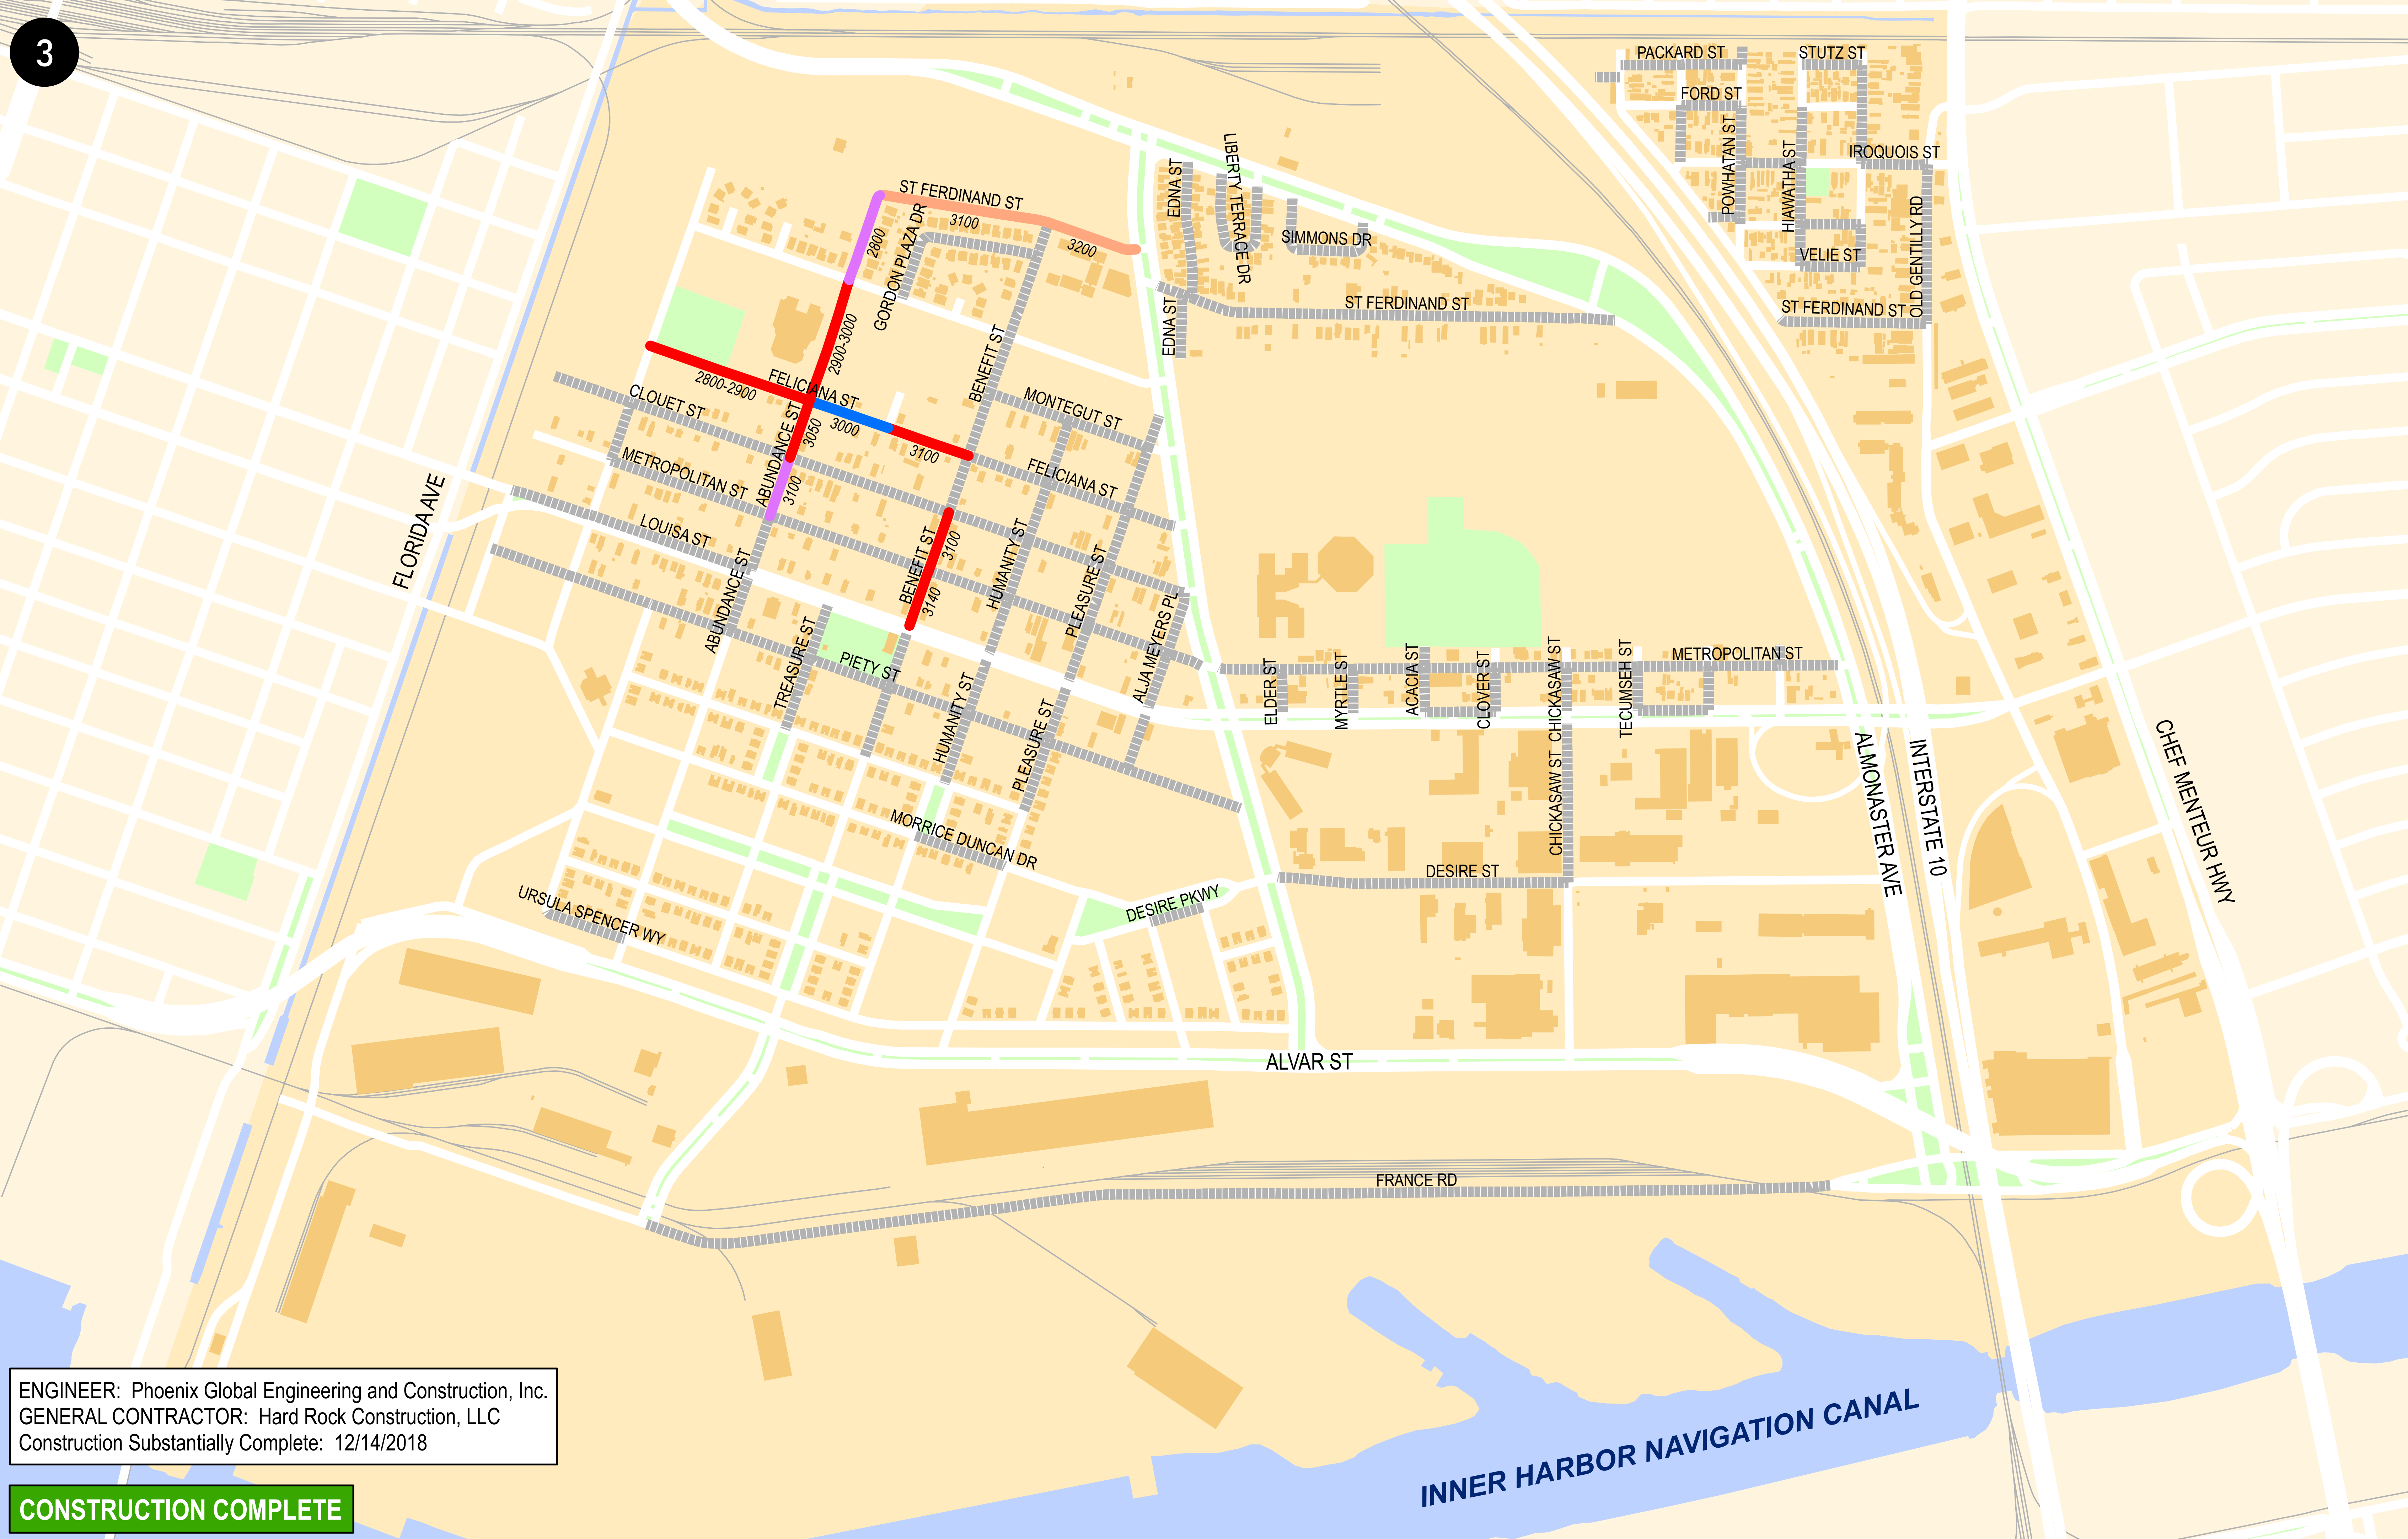 3
PACKARD ST
STUTZ ST
FORD ST
POWHATAN ST
HIAWATHA ST
IROQUOIS ST
OLD GENTILLY RD
VELIE ST
ST FERDINAND ST
EDNA ST
LIBERTY TERRACE DR
SIMMONS DR
ST FERDINAND ST
EDNA ST
ST FERDINAND ST
3100
3200
2800
GORDON PLAZA DR
2900-3000
BENEFIT ST
FELICIANA ST
2800-2900
3000
3100
CLOUET ST
MONTEGUT ST
ABUNDANCE ST
3050
3100
METROPOLITAN ST
FELICIANA ST
LOUISA ST
FLORIDA AVE
BENEFIT ST
3100
3140
HUMANITY ST
PLEASURE ST
ABUNDANCE ST
TREASURE ST
PIETY ST
ALJA MEYERS PL
HUMANITY ST
PLEASURE ST
ELDER ST
MYRTLE ST
ACACIA ST
CLOVER ST
CHICKASAW ST
TECUMSEH ST
METROPOLITAN ST
CHICKASAW ST
ALMONASTER AVE
INTERSTATE 10
CHEF MENTEUR HWY
MORRICE DUNCAN DR
DESIRE ST
DESIRE PKWY
URSULA SPENCER WY
ALVAR ST
FRANCE RD
INNER HARBOR NAVIGATION CANAL
ENGINEER: Phoenix Global Engineering and Construction, Inc.
GENERAL CONTRACTOR: Hard Rock Construction, LLC
Construction Substantially Complete: 12/14/2018
CONSTRUCTION COMPLETE